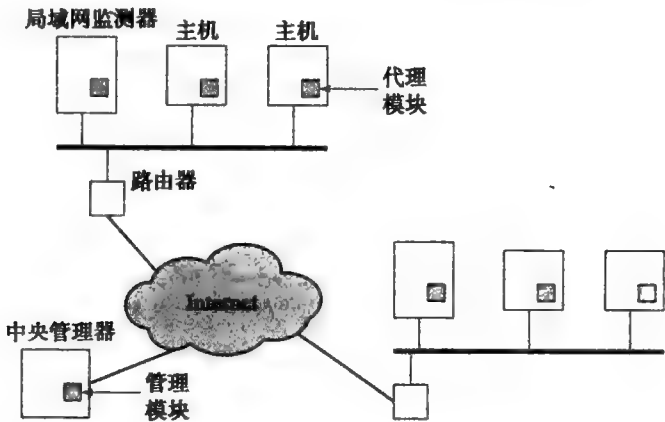 局域网监测器
主机
主机
代理
模块
路由器
Internet
中央管理器
管理
模块